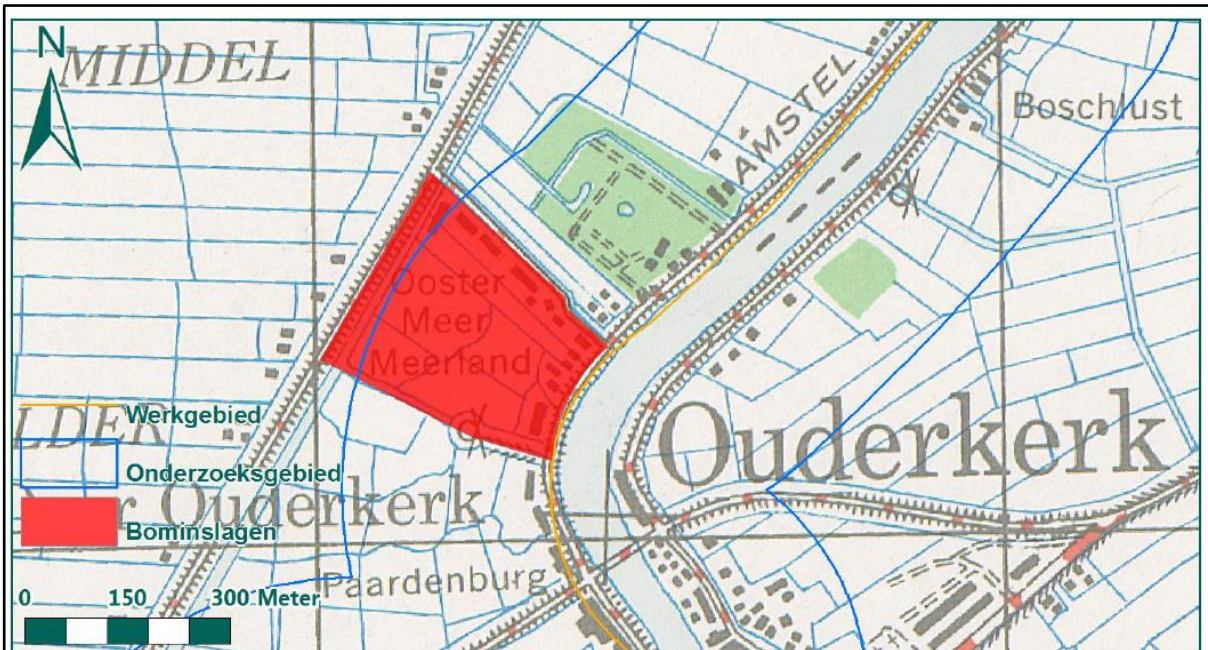 N
MIDDEL
AMSTEL
Boschlust
Ooster
Meer
Meerland
Werkgebied
LDER
Onderzoeksgebied
Ouderkerk
Ouderkerk
Bominslagen
Paardenburg
0 150 300 Meter